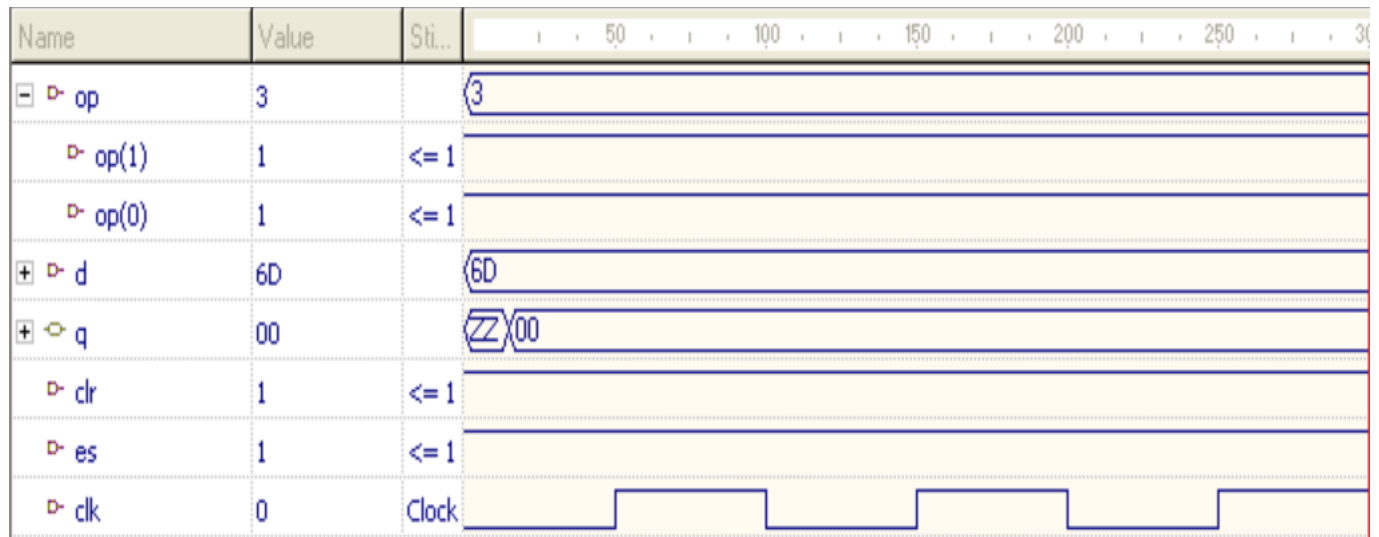 Name Value Sti... 50 100 150 200 250 30
op 3 3
op(1) 1 <= 1
op(0) 1 <= 1
d 6D 6D
q 00 ZZ 00
clr 1 <= 1
es 1 <= 1
clk 0 Clock